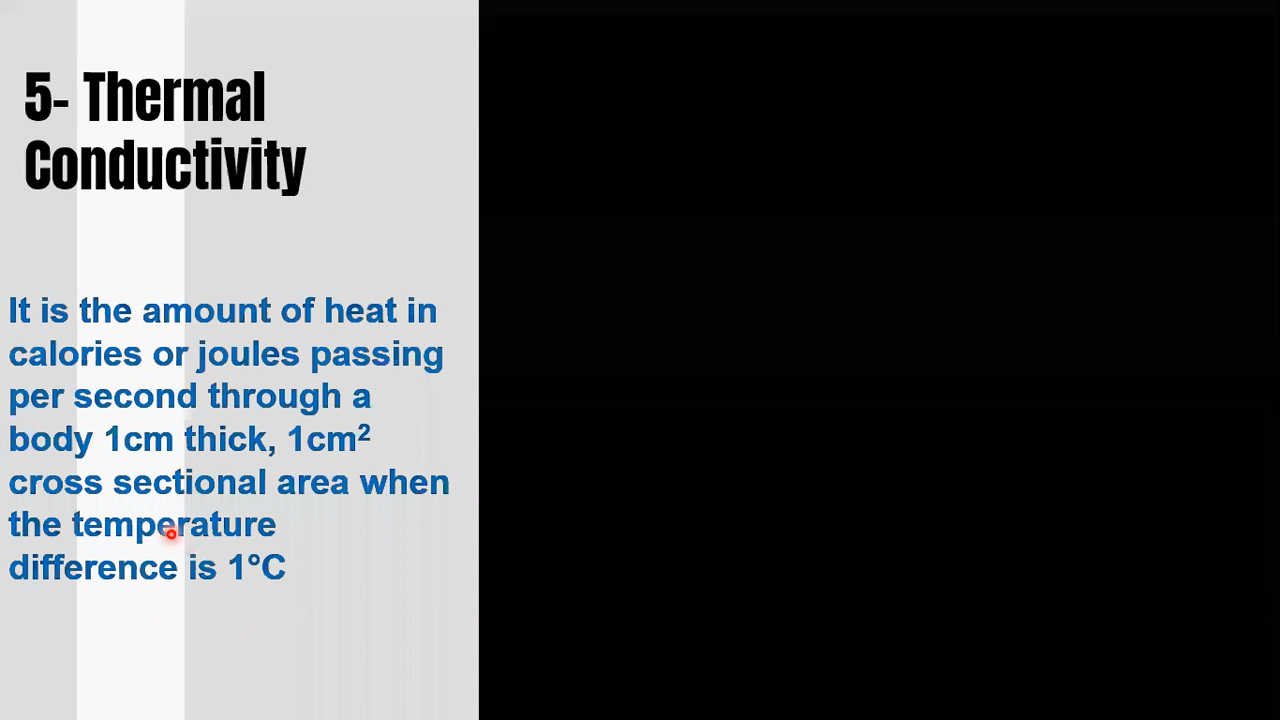 5- Thermal
Conductivity
It is the amount of heat in
calories or joules passing
per second through a
body 1cm thick, 1cm²
cross sectional area when
the temperature
difference is 1°C